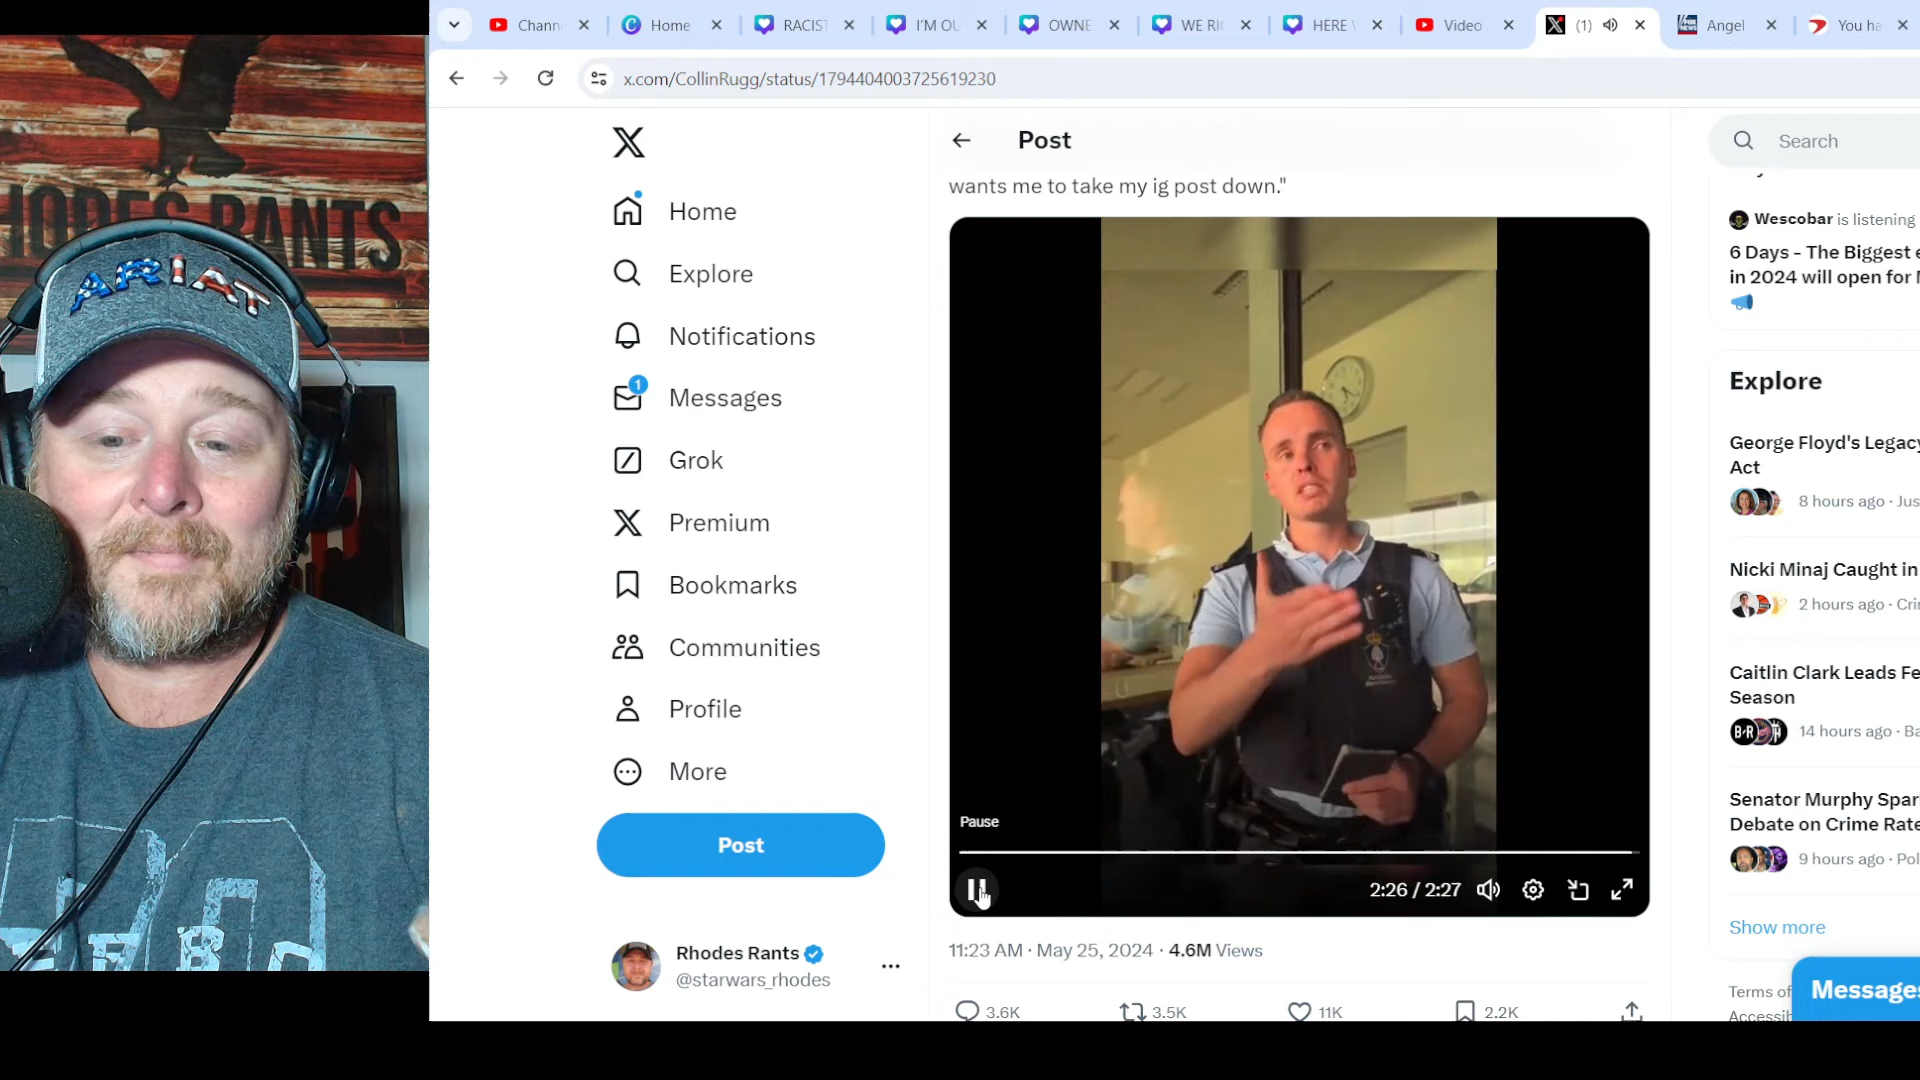 Chann
Home
RACIST
I'M OU
OWNE
WE RIC
HERE
Video
(1)
Angel
You ha
x.com/CollinRugg/status/1794404003725619230
Post
Search
wants me to take my ig post down."
Home
Explore
Notifications
1
Messages
Grok
Premium
Bookmarks
Communities
Profile
More
Post
Rhodes Rants
@starwars_rhodes
RHODES RANTS
ARIAT
Pause
2:26 / 2:27
11:23 AM · May 25, 2024 · 4.6M Views
3.6K
3.5K
11K
2.2K
Wescobar is listening
6 Days - The Biggest e
in 2024 will open for
Explore
George Floyd's Legacy
Act
8 hours ago · Jus
Nicki Minaj Caught in
2 hours ago · Cri
Caitlin Clark Leads Fe
Season
14 hours ago · Ba
Senator Murphy Spar
Debate on Crime Rate
9 hours ago · Pol
Show more
Terms of
Accessib
Messages